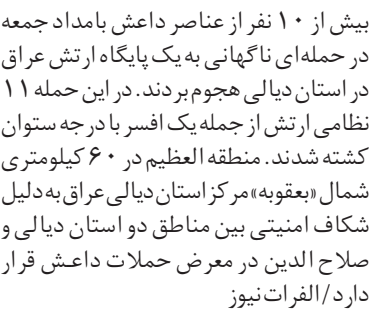 بیش از ۱۰ نفر از عناصر داعش بامداد جمعه
در حمله‌ای ناگهانی به یک پایگاه ارتش عراق
در استان دیالی هجوم بردند. در این حمله ۱۱
نظامی ارتش از جمله یک افسر با درجه ستوان
کشته شدند. منطقه العظیم در ۶۰ کیلومتری
شمال «بعقوبه» مرکز استان دیالی عراق به دلیل
شکاف امنیتی بین مناطق دو استان دیالی و
صلاح الدین در معرض حملات داعش قرار
دارد/الفرات‌نیوز